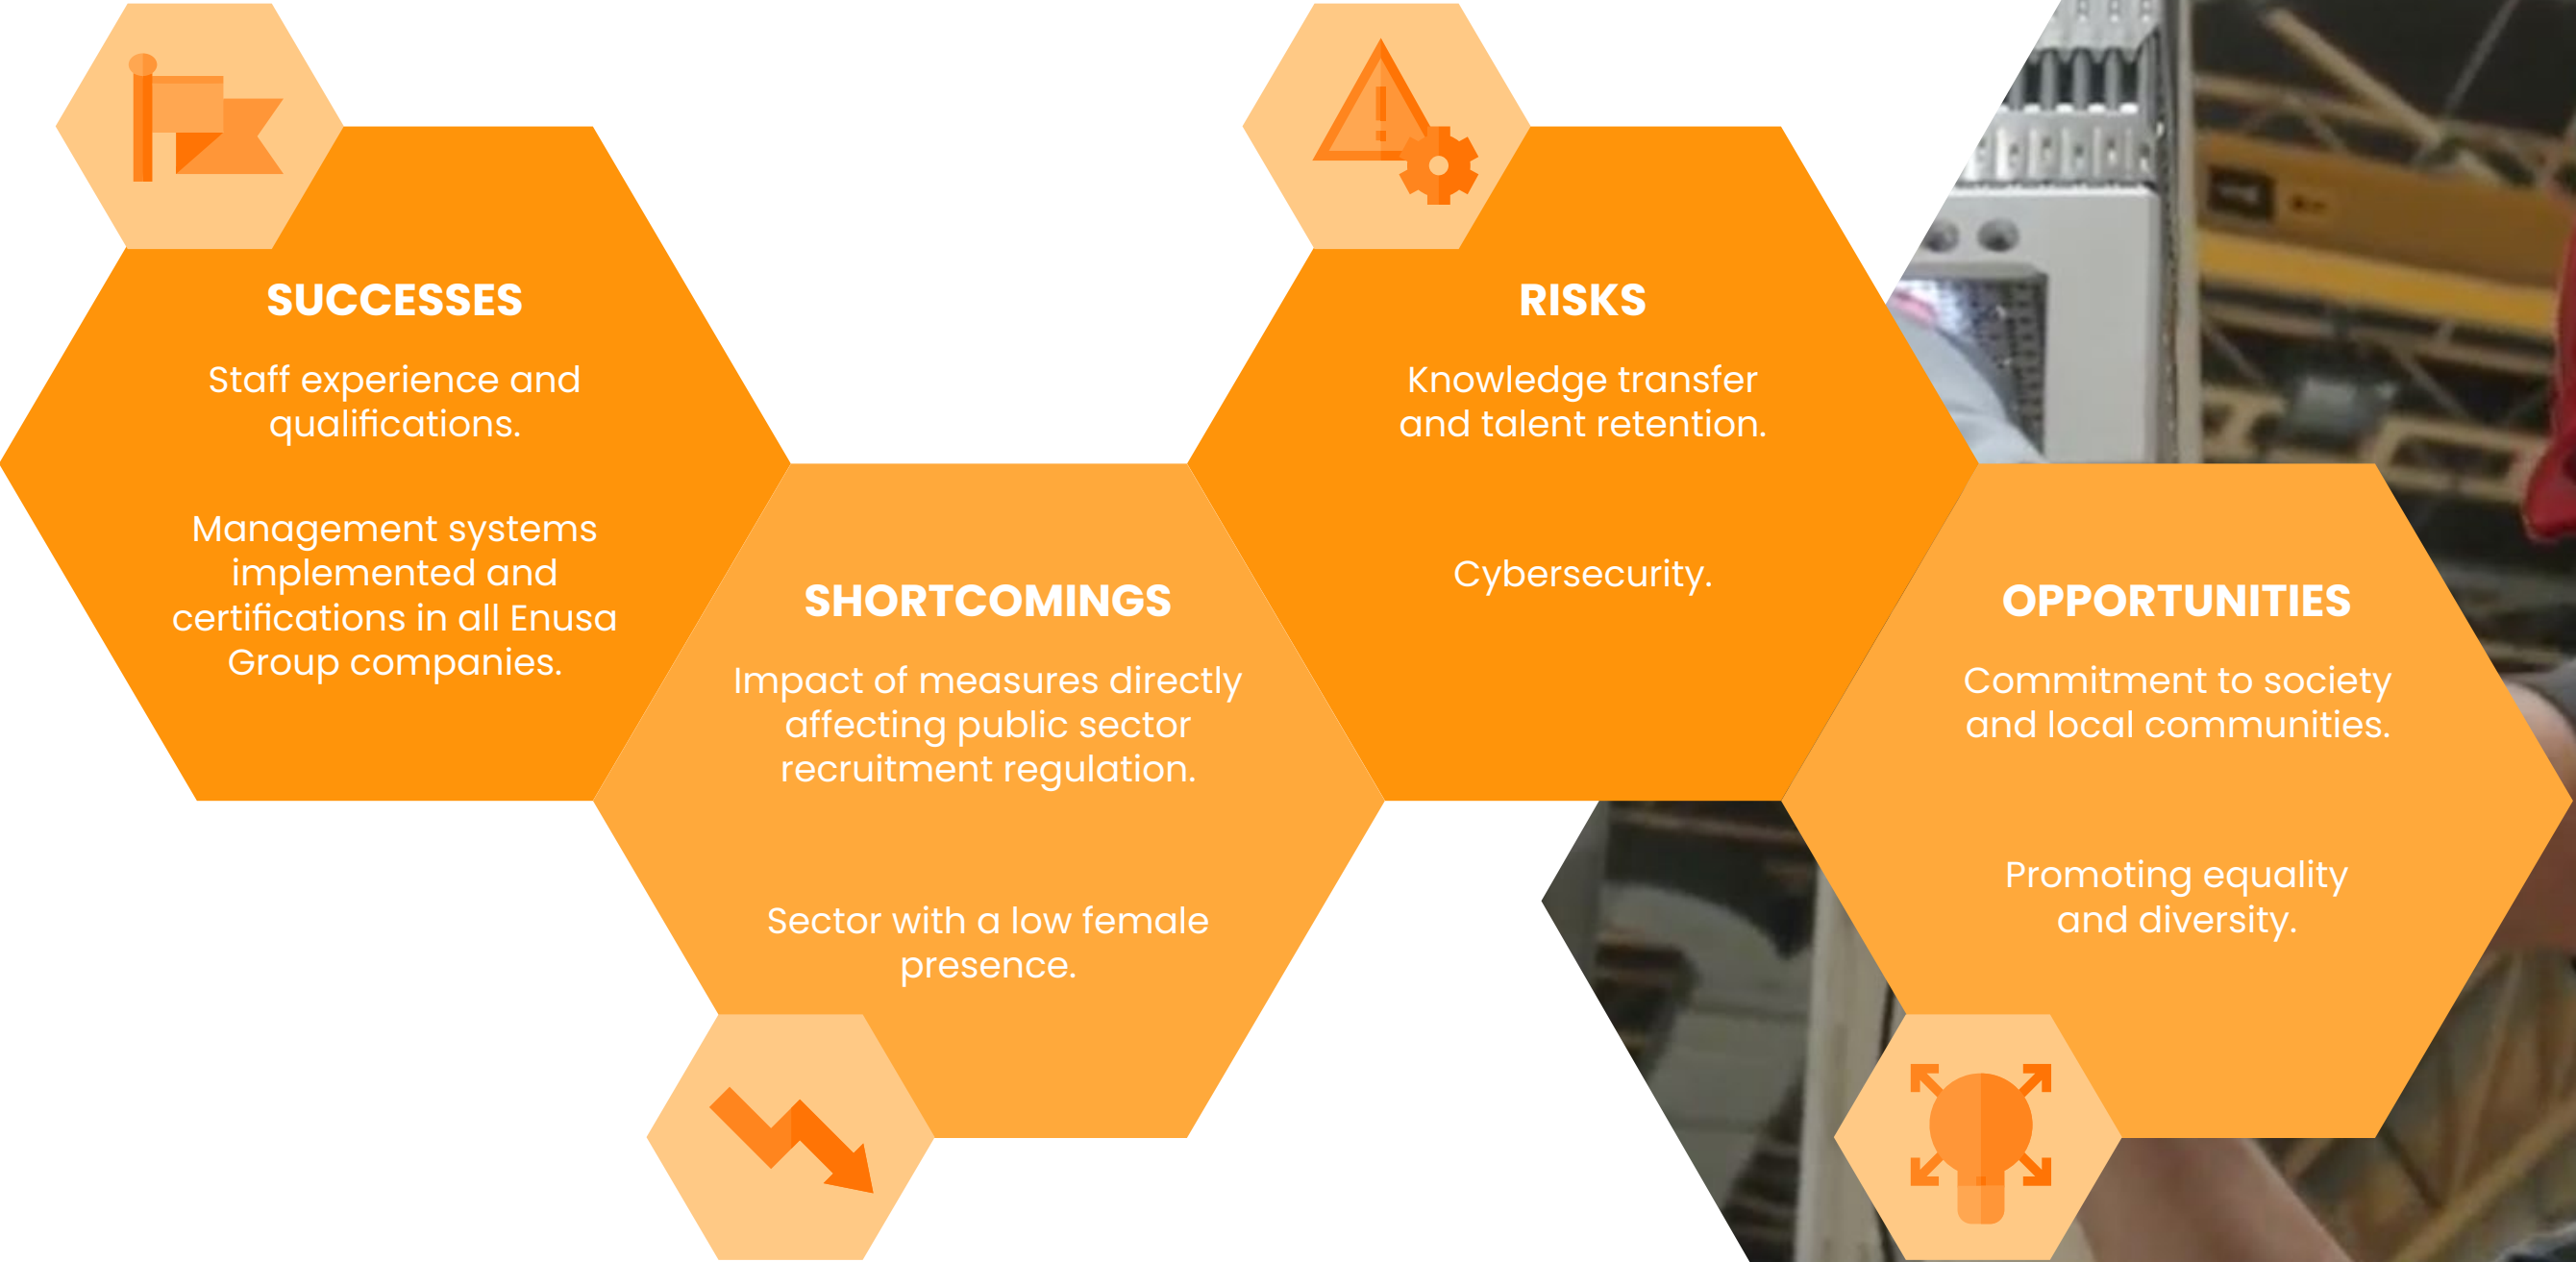 SUCCESSES
Staff experience and
qualifications.
Management systems
implemented and
certifications in all Enusa
Group companies.
SHORTCOMINGS
Impact of measures directly
affecting public sector
recruitment regulation.
Sector with a low female
presence.
RISKS
Knowledge transfer
and talent retention.
Cybersecurity.
OPPORTUNITIES
Commitment to society
and local communities.
Promoting equality
and diversity.